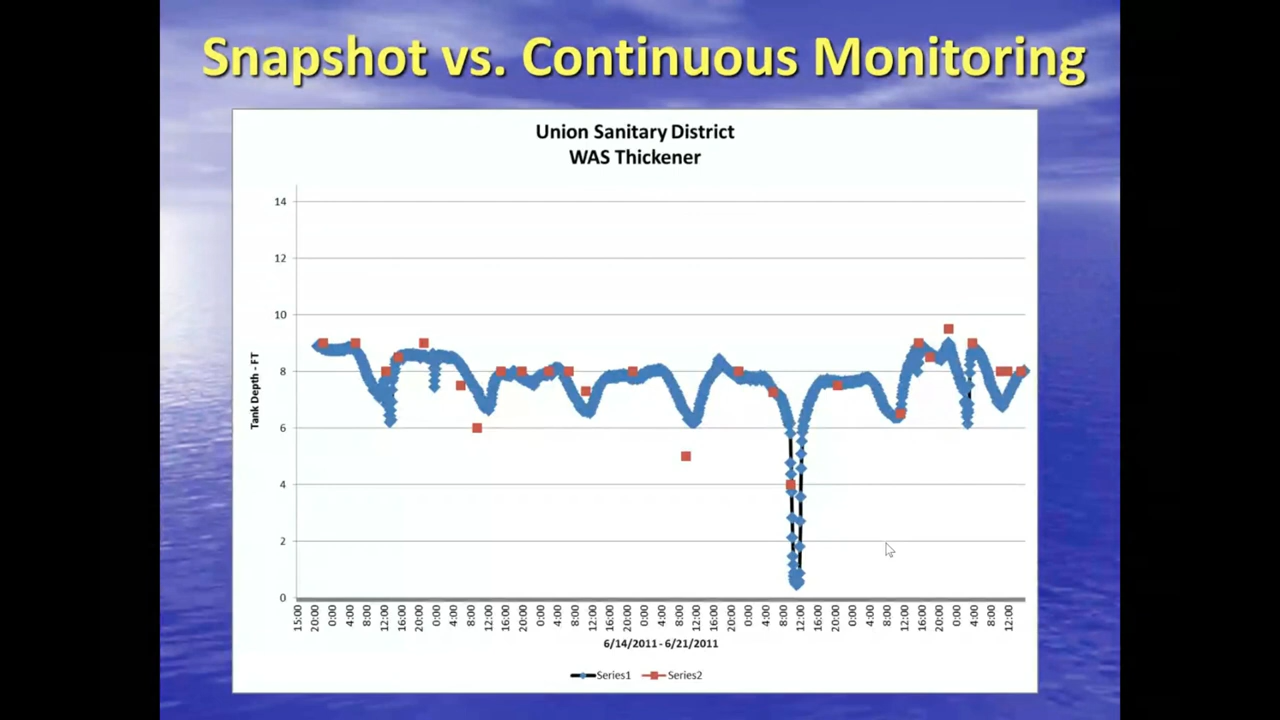 Snapshot vs. Continuous Monitoring
Union Sanitary District
WAS Thickener
14
12
10
8
6
4
2
0
Tank Depth - FT
15:00 20:00 0:00 4:00 8:00 12:00 16:00 20:00 0:00 4:00 8:00 12:00 16:00 20:00 0:00 4:00 8:00 12:00 16:00 20:00 0:00 4:00 8:00 12:00 16:00 20:00 0:00 4:00 8:00 12:00 16:00 20:00 0:00 4:00 8:00 12:00 16:00 20:00 0:00 4:00 8:00 12:00
6/14/2011 - 6/21/2011
Series1 Series2